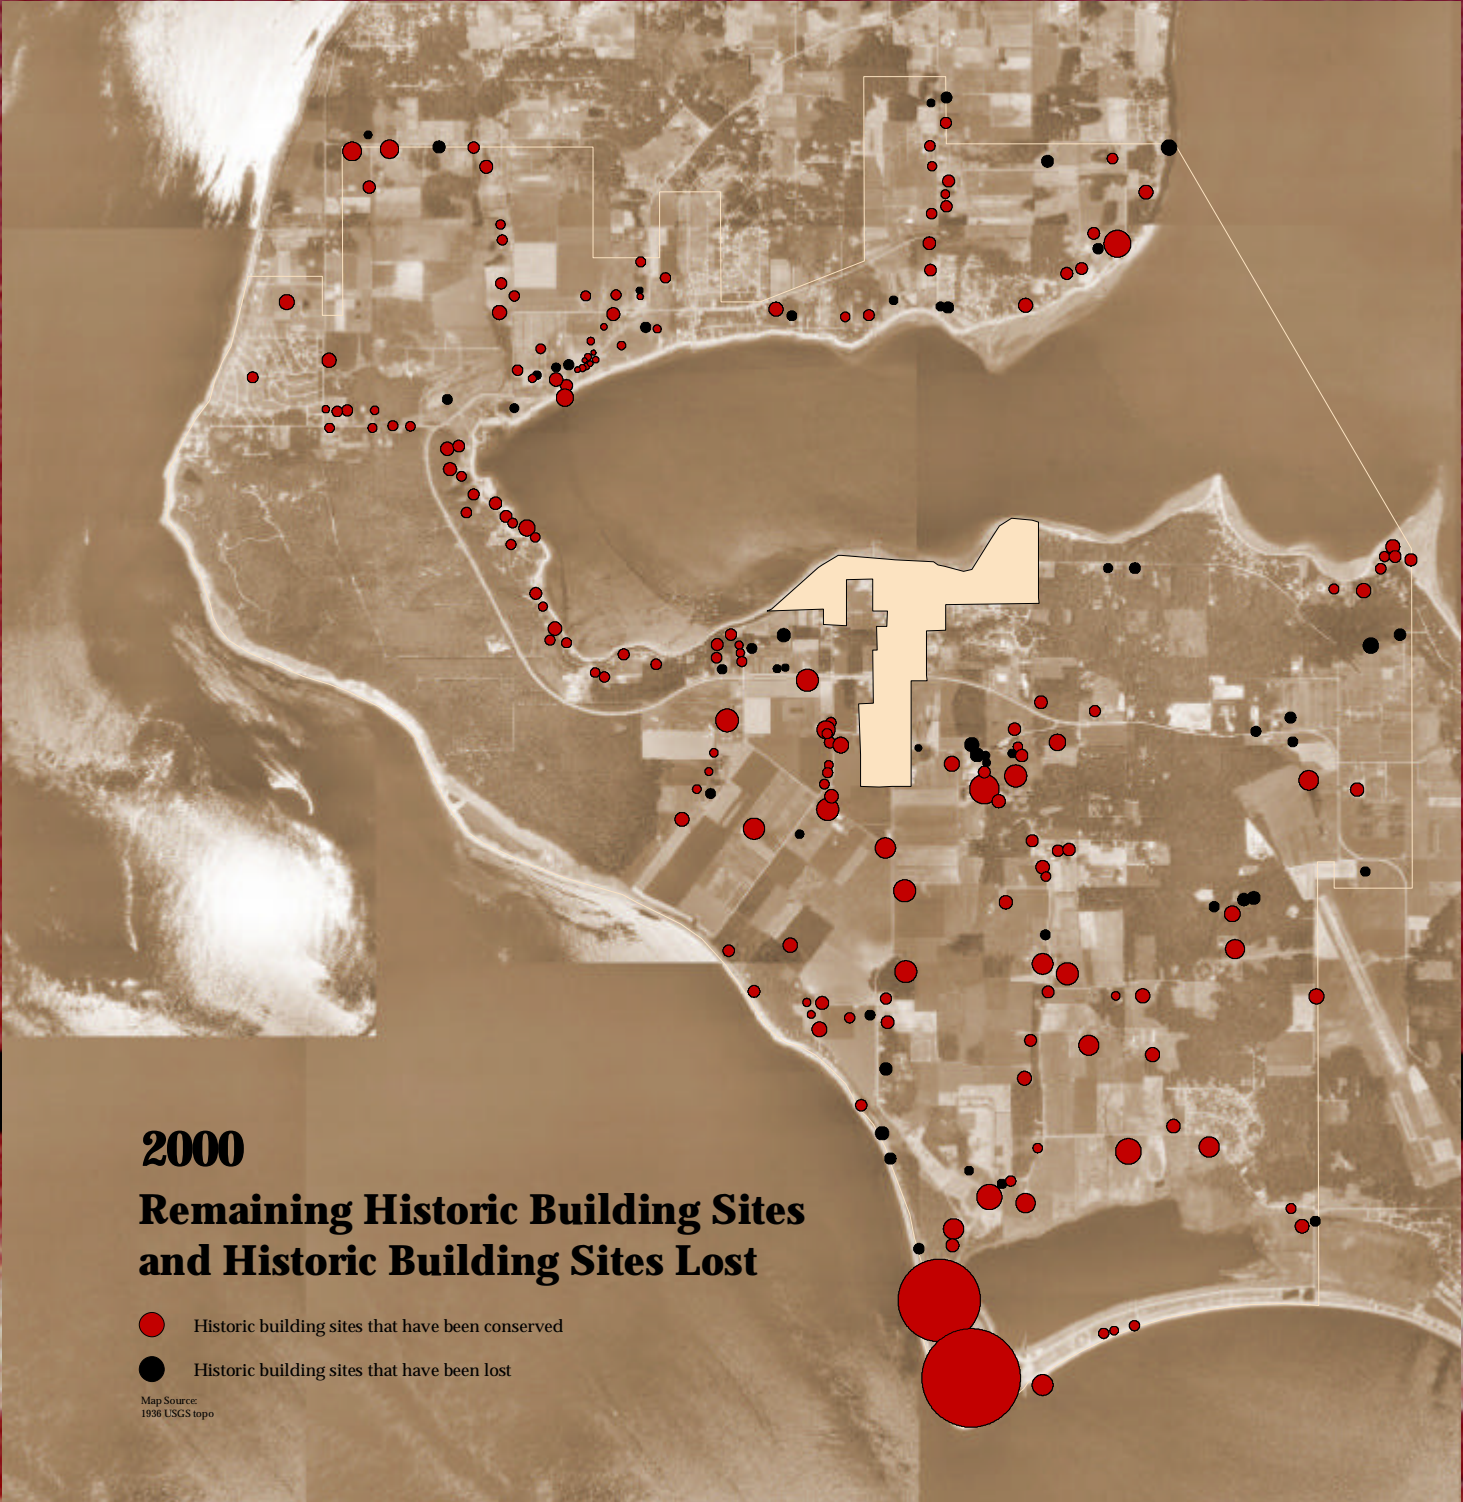 2000
Remaining Historic Building Sites
and Historic Building Sites Lost
Historic building sites that have been conserved
Historic building sites that have been lost
Map Source:
1936 USGS topo